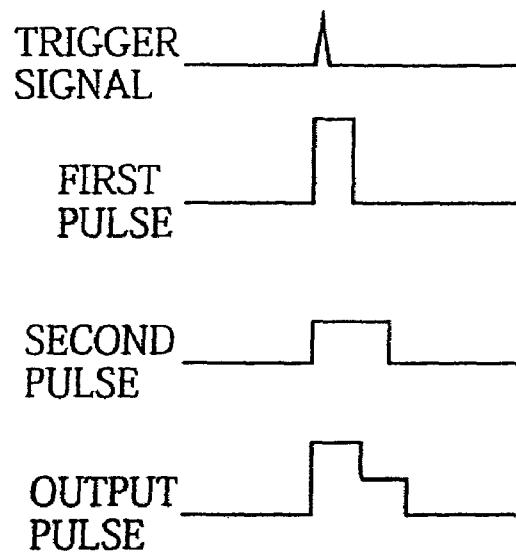 TRIGGER
SIGNAL
FIRST
PULSE
SECOND
PULSE
OUTPUT
PULSE